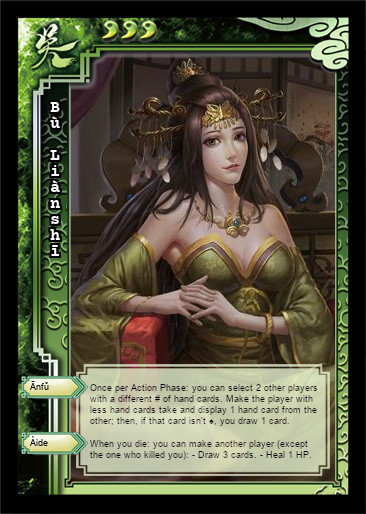 吴
Bù Liànshī
Ānfǔ
Once per Action Phase: you can select 2 other players
with a different # of hand cards. Make the player with
less hand cards take and display 1 hand card from the
other; then, if that card isn't ♠, you draw 1 card.
Āide
When you die: you can make another player (except
the one who killed you): - Draw 3 cards. - Heal 1 HP.